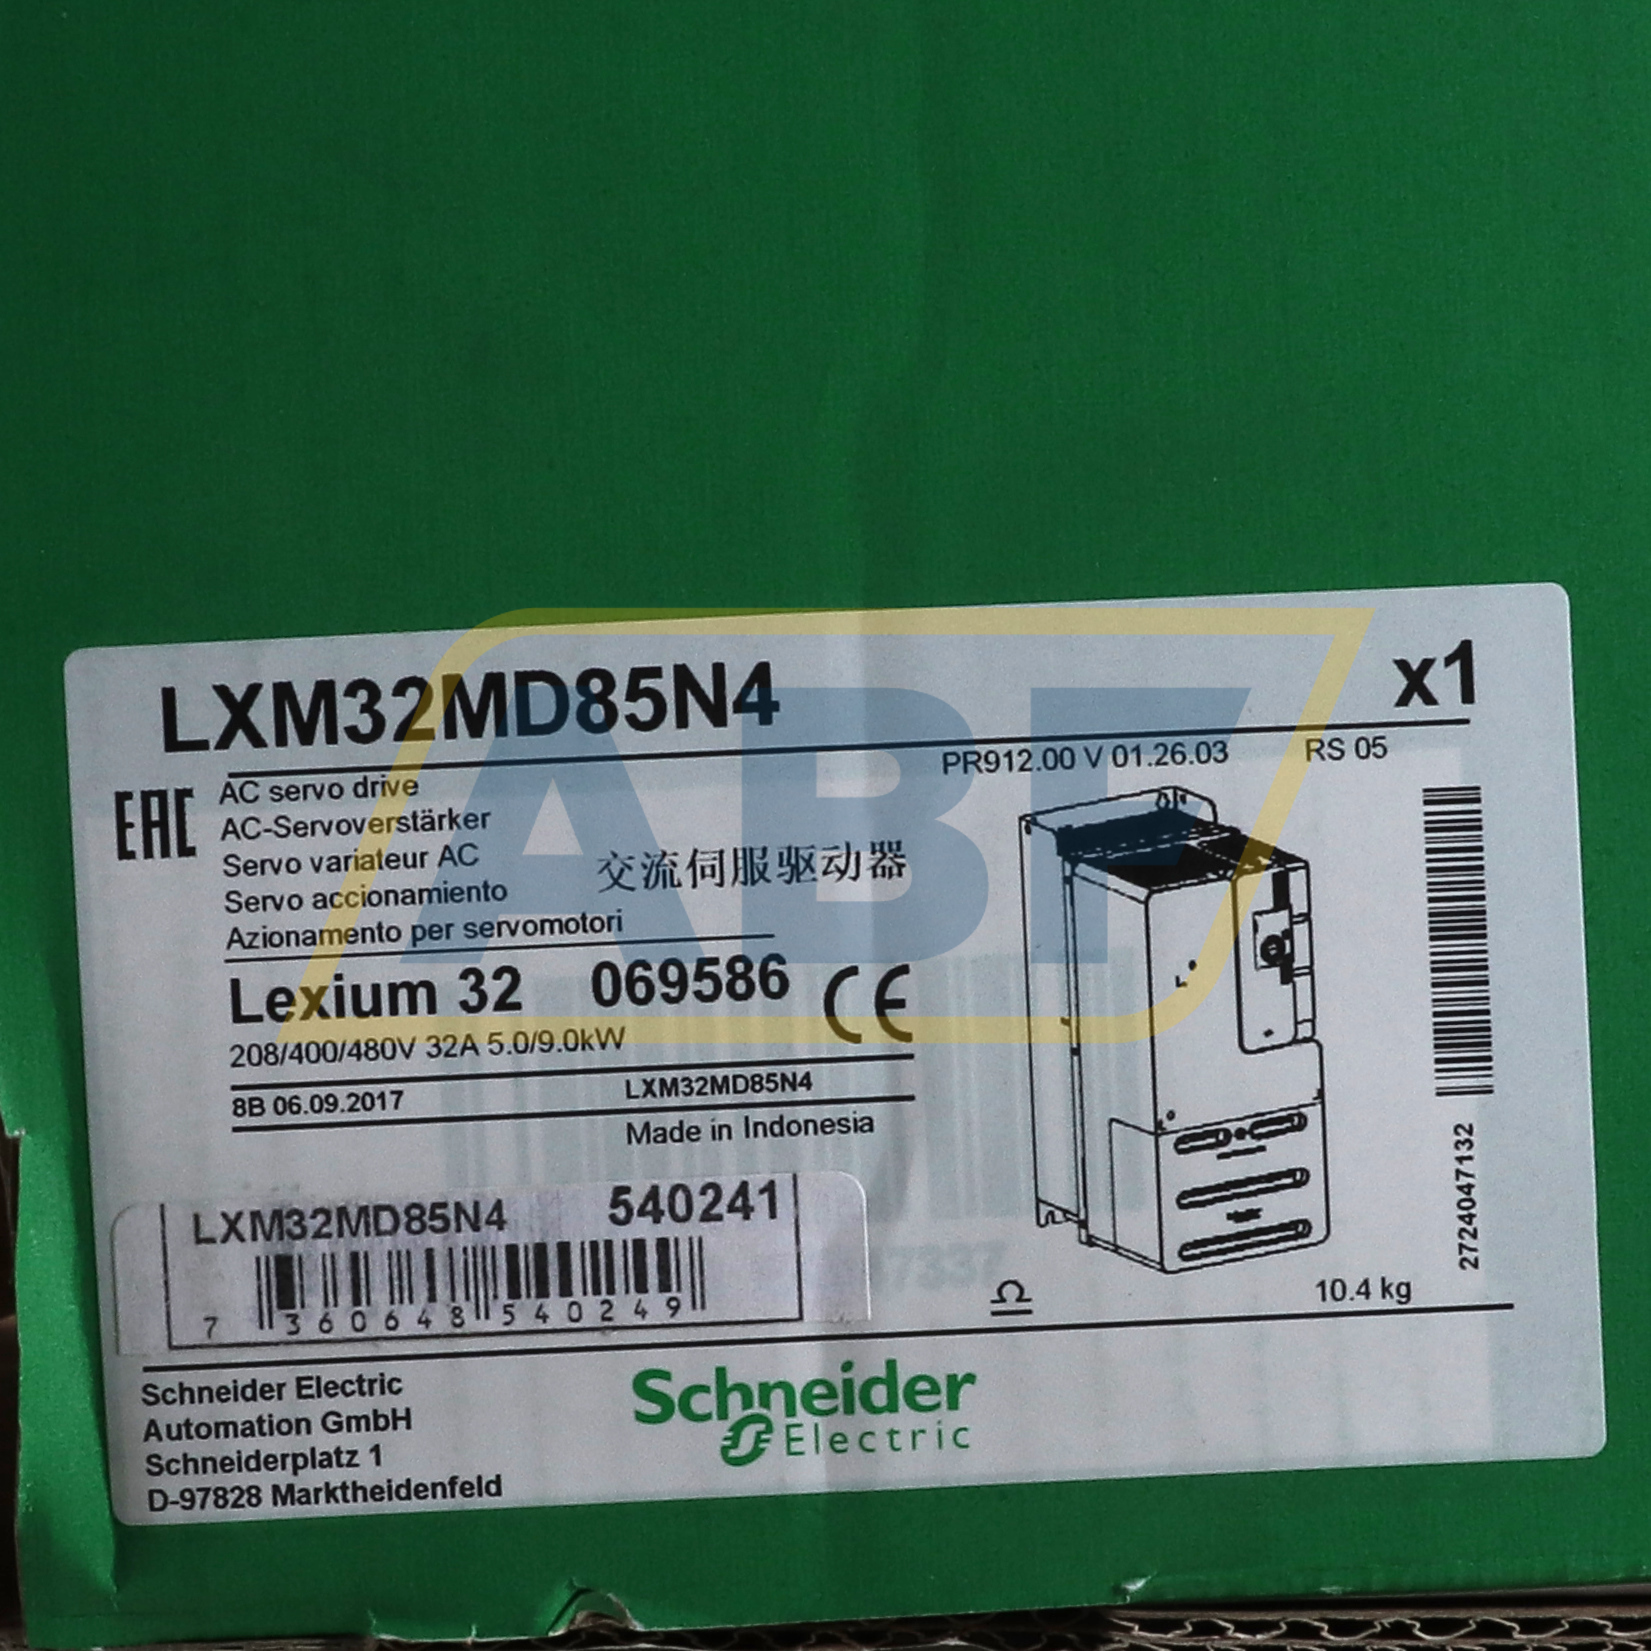 LXM32MD85N4
x1
PR912.00 V 01.26.03
RS 05
EAC
AC servo drive
AC-Servoverstärker
Servo variateur AC
Servo accionamiento
Azionamento per servomotori
交流伺服驱动器
Lexium 32
069586
CE
208/400/480V 32A 5.0/9.0kW
8B 06.09.2017
LXM32MD85N4
Made in Indonesia
2724047132
LXM32MD85N4
540241
7 360648 540249
10.4 kg
Schneider Electric
Automation GmbH
Schneiderplatz 1
D-97828 Marktheidenfeld
Schneider
Electric
ABF